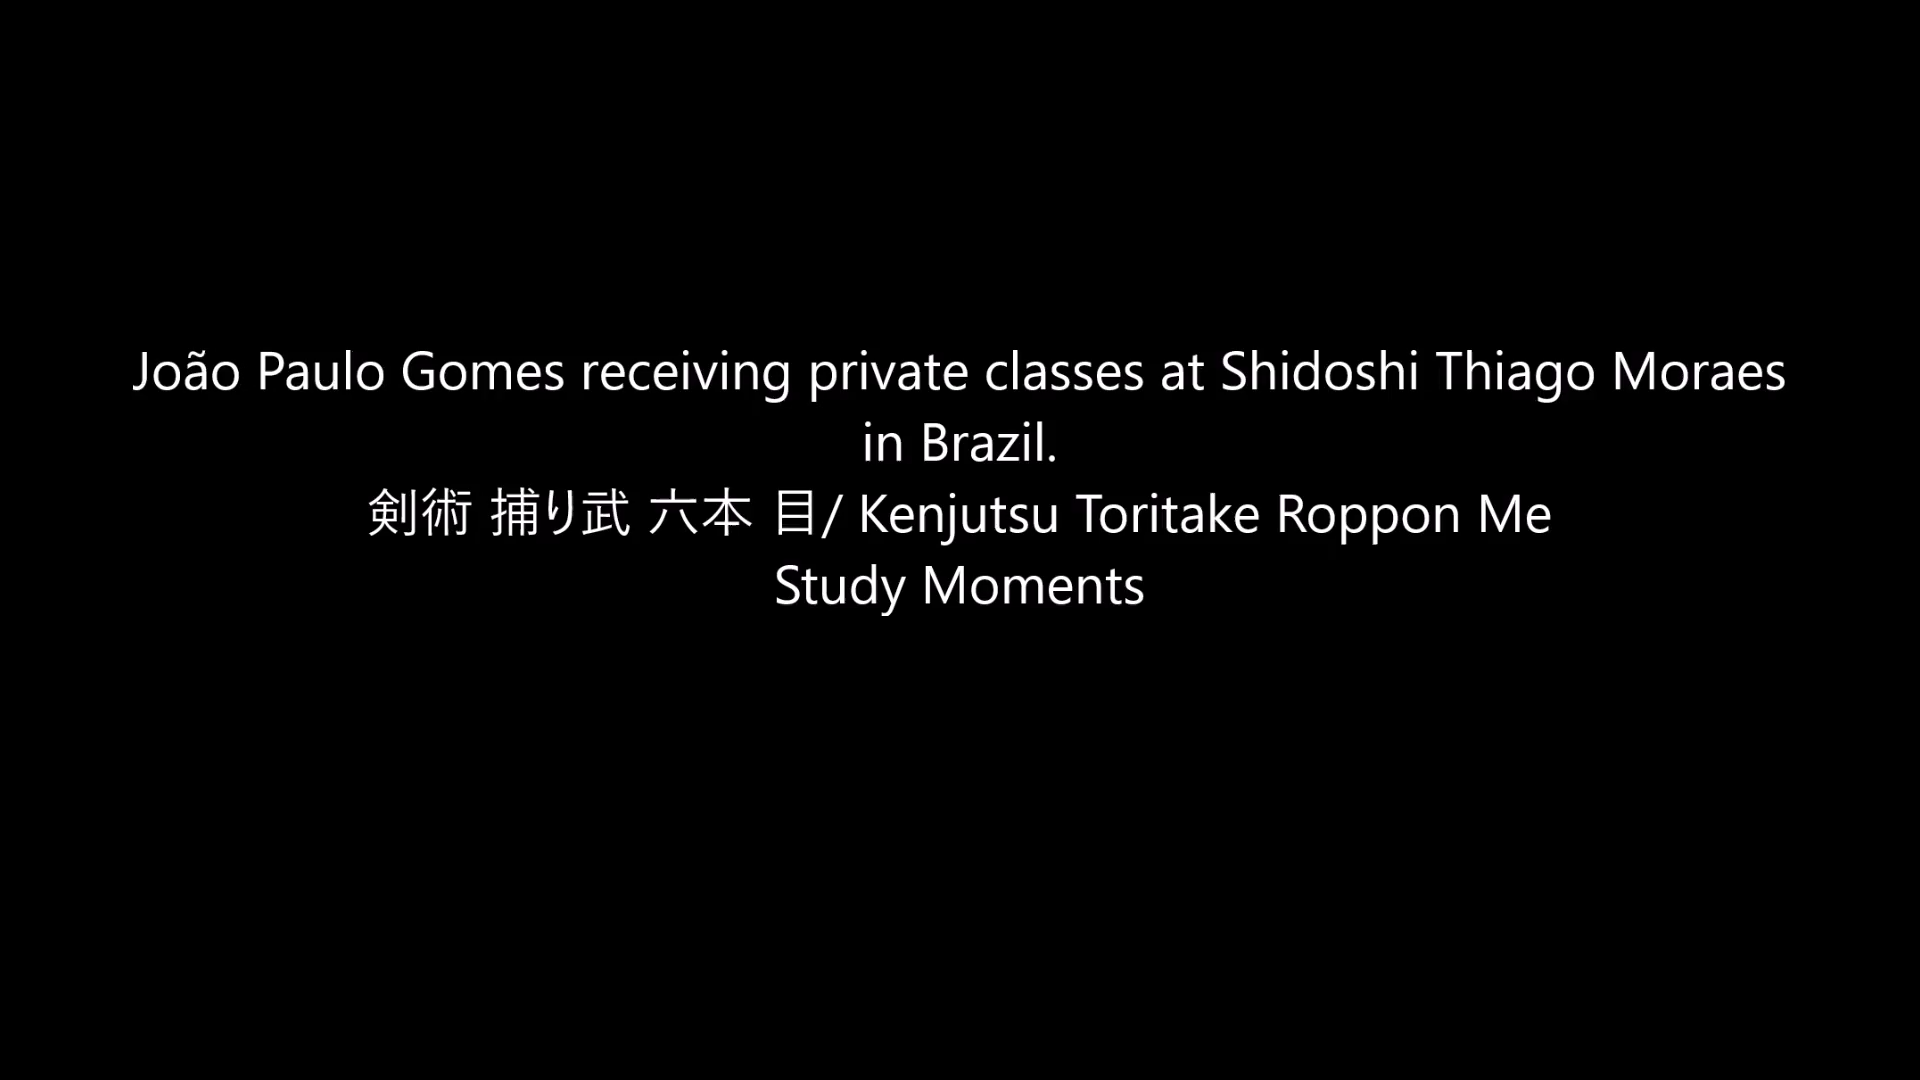 João Paulo Gomes receiving private classes at Shidoshi Thiago Moraes
in Brazil.
剣術 捕り武 六本 目/ Kenjutsu Toritake Roppon Me
Study Moments